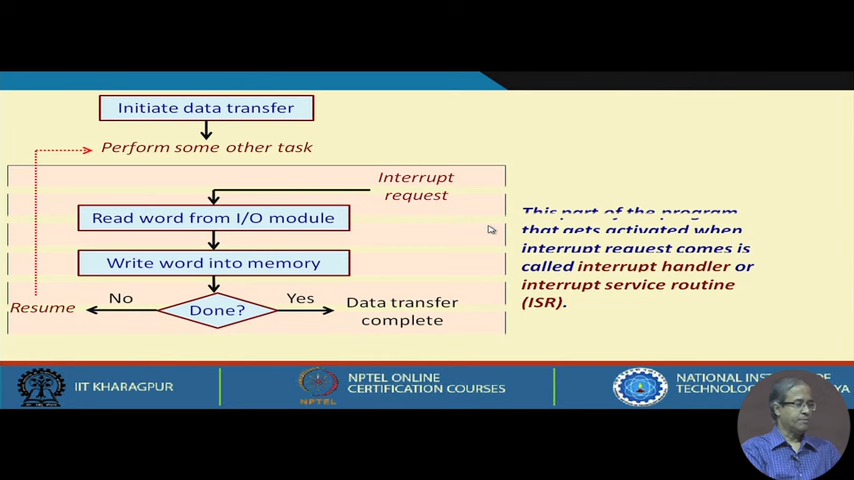 Initiate data transfer
Perform some other task
Interrupt
request
Read word from I/O module
Write word into memory
No
Yes
Resume
Done?
Data transfer
complete
This part of the program
that gets activated when
interrupt request comes is
called interrupt handler or
interrupt service routine
(ISR).
IIT KHARAGPUR
NPTEL
NPTEL ONLINE
CERTIFICATION COURSES
NATIONAL INSTITUTE OF